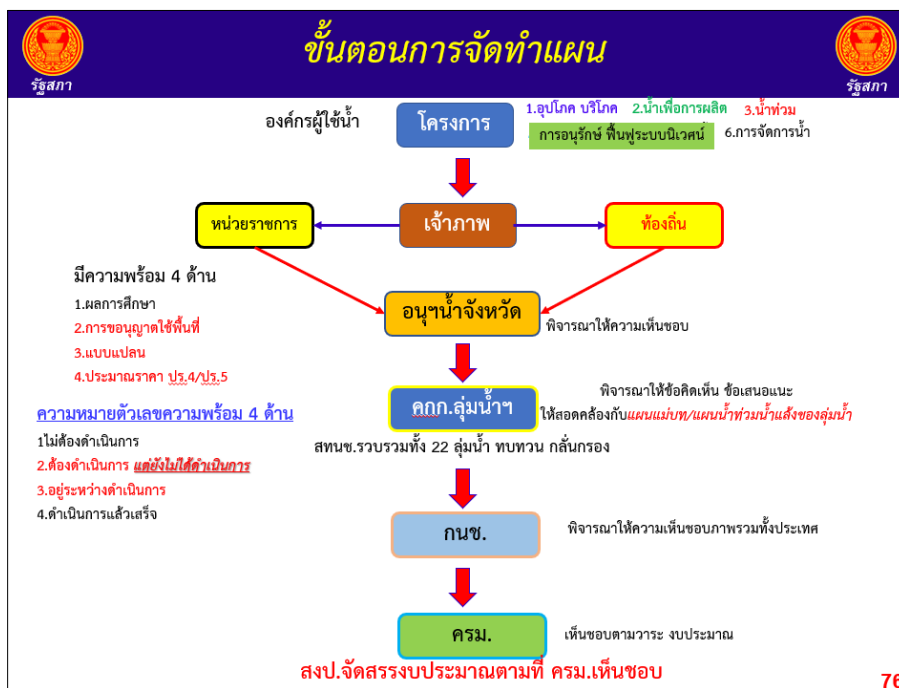 ขั้นตอนการจัดทำแผน
รัฐสภา
รัฐสภา
องค์กรผู้ใช้น้ำ
โครงการ
1.อุปโภค บริโภค 2.น้ำเพื่อการผลิต 3.น้ำท่วม
การอนุรักษ์ ฟื้นฟูระบบนิเวศน์ 6.การจัดการน้ำ
หน่วยราชการ
เจ้าภาพ
ท้องถิ่น
มีความพร้อม 4 ด้าน
1.ผลการศึกษา
2.การขอนุญาตใช้พื้นที่
3.แบบแปลน
4.ประมาณราคา ปร.4/ปร.5
อนุฯน้ำจังหวัด
พิจารณาให้ความเห็นชอบ
ความหมายตัวเลขความพร้อม 4 ด้าน
1ไม่ต้องดำเนินการ
2.ต้องดำเนินการ แต่ยังไม่ได้ดำเนินการ
3.อยู่ระหว่างดำเนินการ
4.ดำเนินการแล้วเสร็จ
คกก.ลุ่มน้ำฯ
พิจารณาให้ข้อคิดเห็น ข้อเสนอแนะ
ให้สอดคล้องกับแผนแม่บท/แผนน้ำท่วมน้ำแล้งของลุ่มน้ำ
สทนช.รวบรวมทั้ง 22 ลุ่มน้ำ ทบทวน กลั่นกรอง
กนช.
พิจารณาให้ความเห็นชอบภาพรวมทั้งประเทศ
ครม.
เห็นชอบตามวาระ งบประมาณ
สงป.จัดสรรงบประมาณตามที่ ครม.เห็นชอบ
76